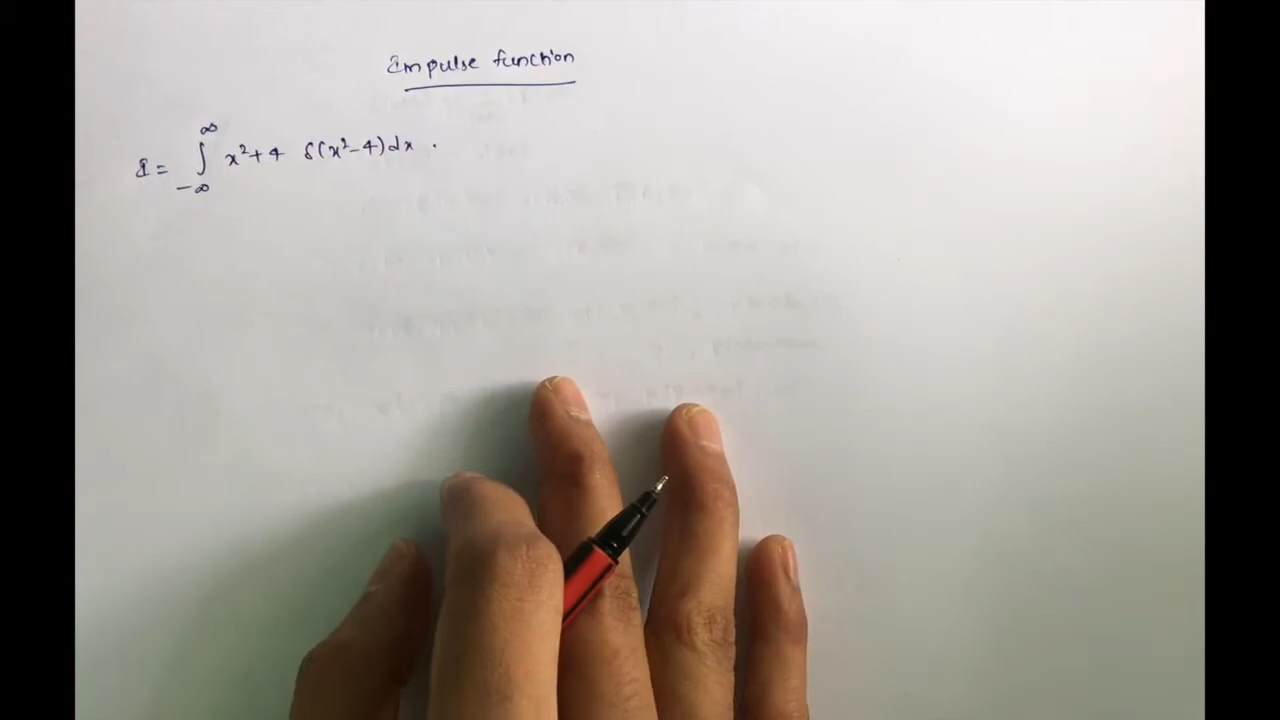 Impulse function
I = ∫_{-∞}^{∞} x²+4 δ(x²-4)dx .